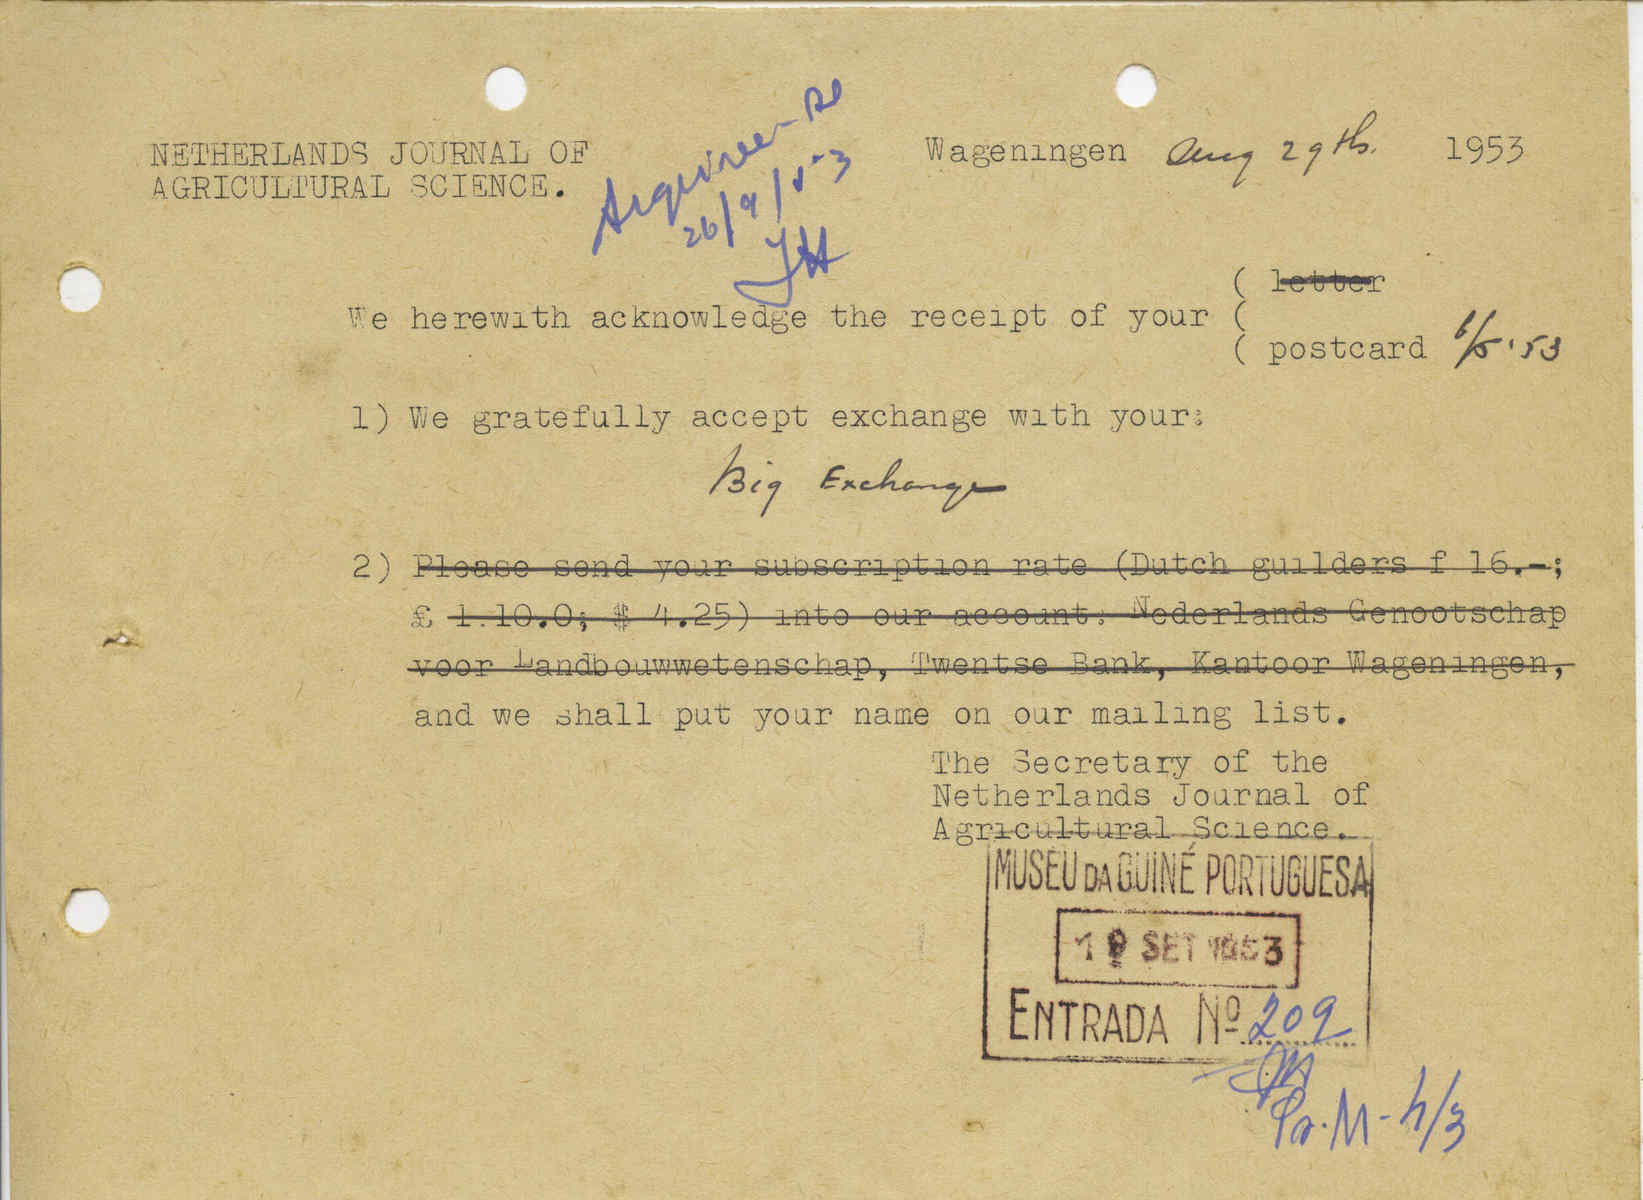 NETHERLANDS JOURNAL OF
AGRICULTURAL SCIENCE.
Wageningen Aug 29th. 1953
26/9/53
( letter
We herewith acknowledge the receipt of your (
( postcard 6/5 '53
1) We gratefully accept exchange with your:
Big Exchange
2) Please send your subscription rate (Dutch guilders f 16.-;
£ 1.10.0; $ 4.25) into our account: Nederlands Genootschap
voor Landbouwwetenschap, Twentse Bank, Kantoor Wageningen,
and we shall put your name on our mailing list.
The Secretary of the
Netherlands Journal of
Agricultural Science.
MUSEU DA GUINÉ PORTUGUESA
SET 1953
ENTRADA Nº 209